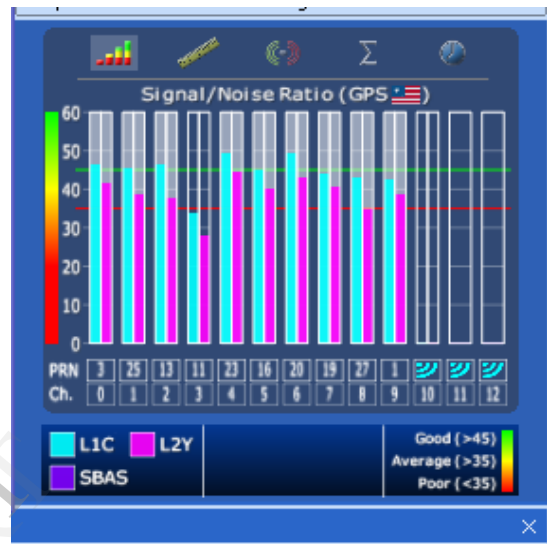 Signal/Noise Ratio (GPS)
60
50
40
30
20
10
0
PRN 3 25 13 11 23 16 20 19 27 1
Ch. 0 1 2 3 4 5 6 7 8 9 10 11 12
L1C L2Y
SBAS
Good (>45)
Average (>35)
Poor (<35)